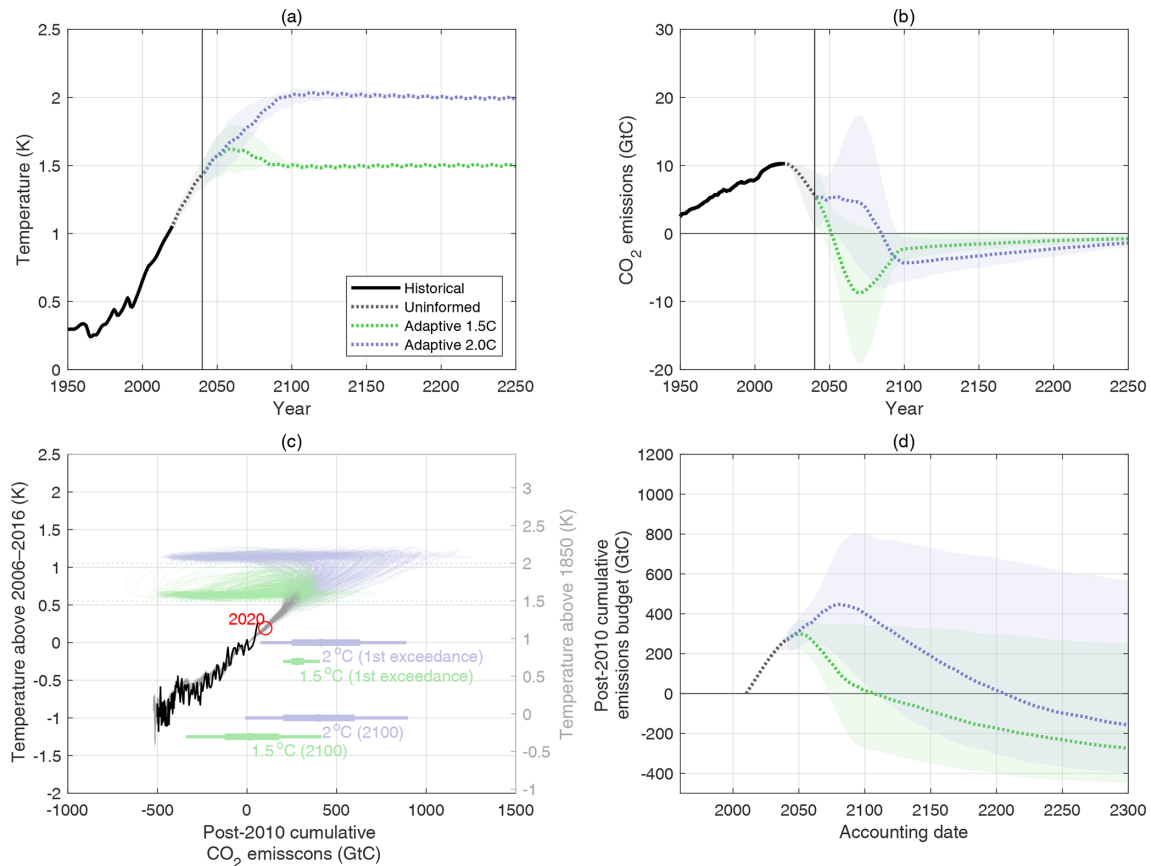 (a)
2.5
2
1.5
1
0.5
0
Temperature (K)
1950 2000 2050 2100 2150 2200 2250
Year
Historical
Uninformed
Adaptive 1.5C
Adaptive 2.0C
(b)
30
20
10
0
-10
-20
CO2 emissions (GtC)
1950 2000 2050 2100 2150 2200 2250
Year
(c)
2.5
2
1.5
1
0.5
0
-0.5
-1
-1.5
-2
Temperature above 2006–2016 (K)
3
2.5
2
1.5
1
0.5
0
-0.5
-1
Temperature above 1850 (K)
2020
2 °C (1st exceedance)
1.5 °C (1st exceedance)
2 °C (2100)
1.5 °C (2100)
-1000 -500 0 500 1000 1500
Post-2010 cumulative
CO2 emisscons (GtC)
(d)
1200
1000
800
600
400
200
0
-200
-400
Post-2010 cumulative
emissions budget (GtC)
2000 2050 2100 2150 2200 2250 2300
Accounting date